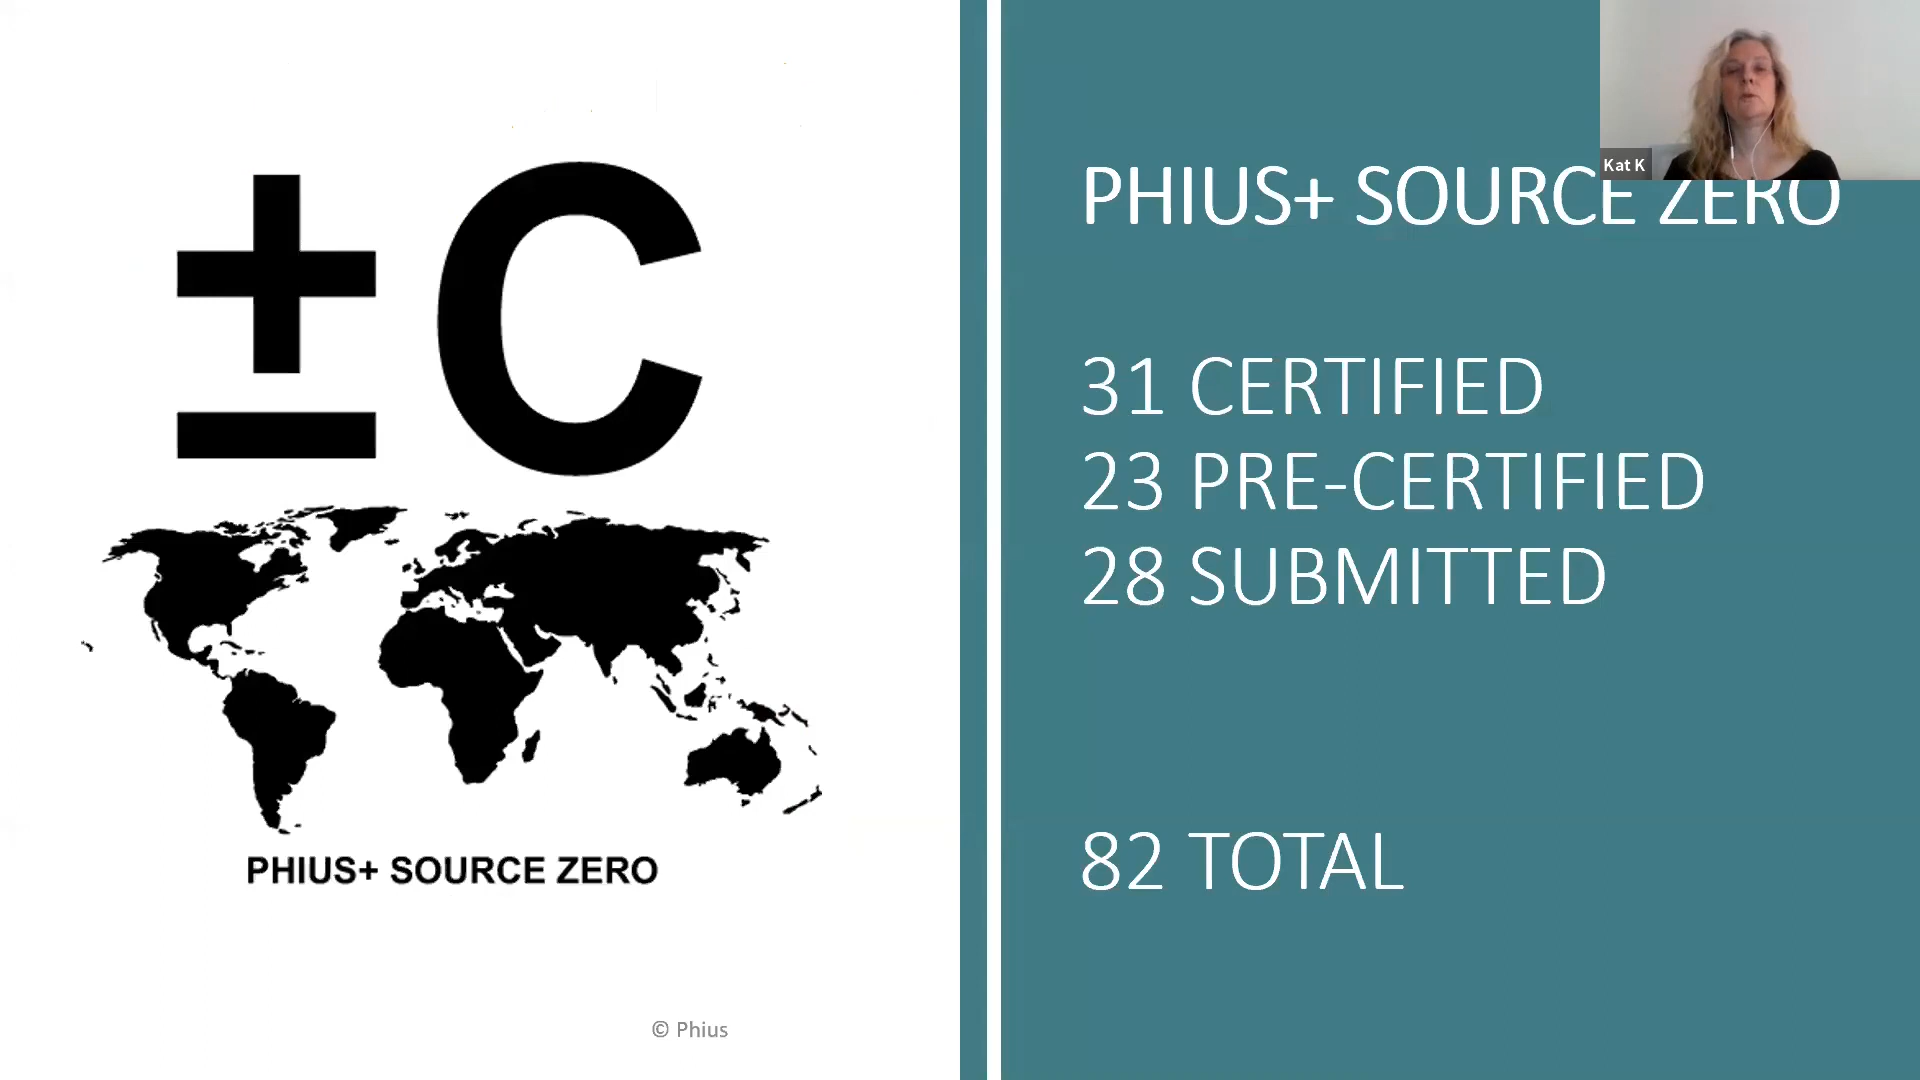 ±C
PHIUS+ SOURCE ZERO
© Phius
Kat K
PHIUS+ SOURCE ZERO
31 CERTIFIED
23 PRE-CERTIFIED
28 SUBMITTED
82 TOTAL